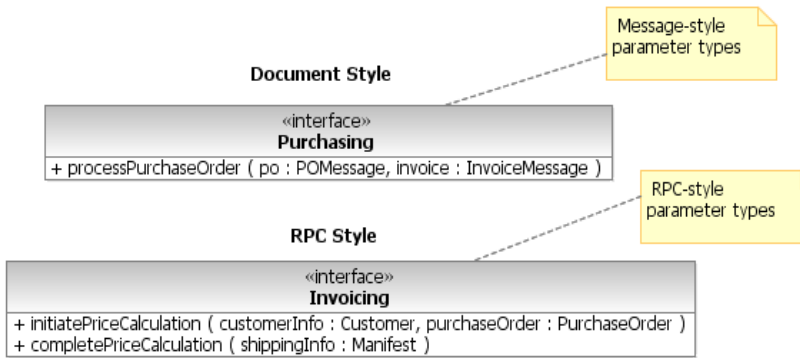 Message-style
parameter types
Document Style
«interface»
Purchasing
+ processPurchaseOrder ( po : POMessage, invoice : InvoiceMessage )
RPC-style
parameter types
RPC Style
«interface»
Invoicing
+ initiatePriceCalculation ( customerInfo : Customer, purchaseOrder : PurchaseOrder )
+ completePriceCalculation ( shippingInfo : Manifest )